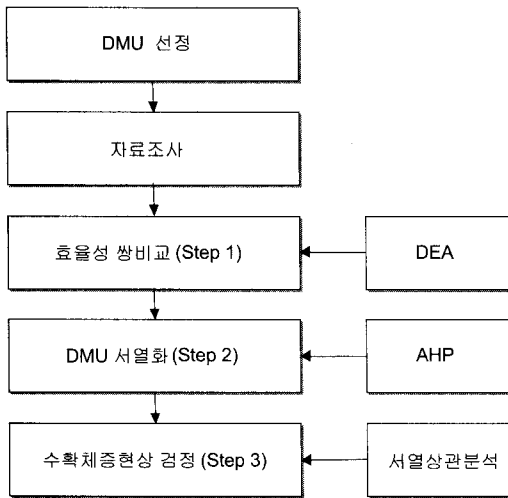 DMU 선정
자료조사
효율성 쌍비교 (Step 1)
DEA
DMU 서열화 (Step 2)
AHP
수확체증현상 검정 (Step 3)
서열상관분석